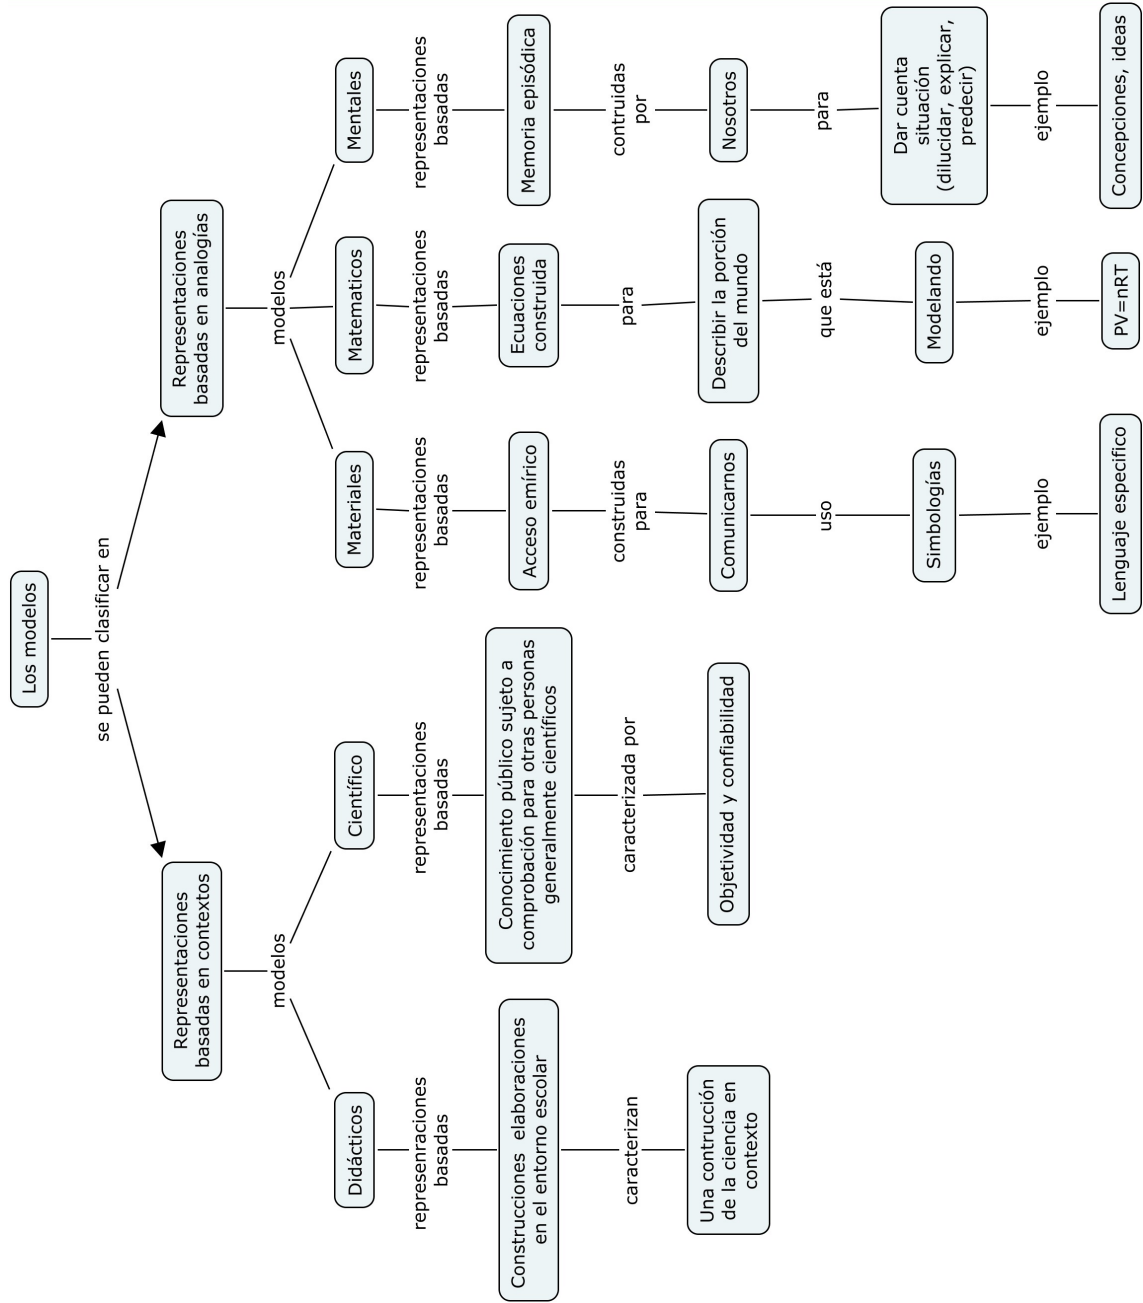 Los modelos
se pueden clasificar en
Representaciones
basadas en contextos
modelos
Didácticos
represenraciones
basadas
Construcciones elaboraciones
en el entorno escolar
caracterizan
Una contrucción
de la ciencia en
contexto
Científico
representaciones
basadas
Conocimiento público sujeto a
comprobación para otras personas
generalmente científicos
caracterizada por
Objetividad y confiabilidad
Representaciones
basadas en analogías
modelos
Materiales
representaciones
basadas
Acceso emírico
construidas
para
Comunicarnos
uso
Simbologías
ejemplo
Lenguaje especifico
Matematicos
representaciones
basadas
Ecuaciones
construida
para
Describir la porción
del mundo
que está
Modelando
ejemplo
PV=nRT
Mentales
representaciones
basadas
Memoria episódica
contruidas
por
Nosotros
para
Dar cuenta
situación
(dilucidar, explicar,
predecir)
ejemplo
Concepciones, ideas